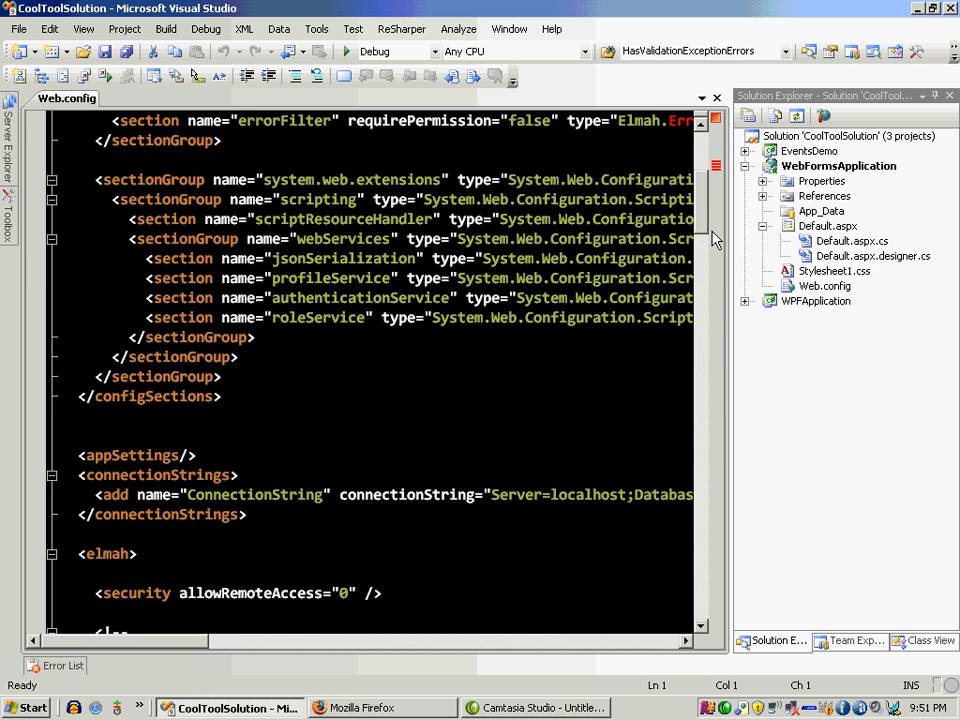 CoolToolSolution - Microsoft Visual Studio
File Edit View Project Build Debug XML Data Tools Test ReSharper Analyze Window Help
Debug Any CPU HasValidationExceptionErrors
Web.config
Server Explorer
Toolbox
<section name="errorFilter" requirePermission="false" type="Elmah.Err
</sectionGroup>
<sectionGroup name="system.web.extensions" type="System.Web.Configurati
<sectionGroup name="scripting" type="System.Web.Configuration.Scripti
<section name="scriptResourceHandler" type="System.Web.Configuratio
<sectionGroup name="webServices" type="System.Web.Configuration.Scr
<section name="jsonSerialization" type="System.Web.Configuration.
<section name="profileService" type="System.Web.Configuration.Scr
<section name="authenticationService" type="System.Web.Configurat
<section name="roleService" type="System.Web.Configuration.Script
</sectionGroup>
</sectionGroup>
</sectionGroup>
</configSections>
<appSettings/>
<connectionStrings>
<add name="ConnectionString" connectionString="Server=localhost;Databas
</connectionStrings>
<elmah>
<security allowRemoteAccess="0" />
<!--
Solution Explorer - Solution 'CoolTool...
Solution 'CoolToolSolution' (3 projects)
EventsDemo
WebFormsApplication
Properties
References
App_Data
Default.aspx
Default.aspx.cs
Default.aspx.designer.cs
Stylesheet1.css
Web.config
WPFApplication
Solution E... Team Exp... Class View
Error List
Ready Ln 1 Col 1 Ch 1 INS
Start CoolToolSolution - Mi... Mozilla Firefox Camtasia Studio - Untitle... 9:51 PM